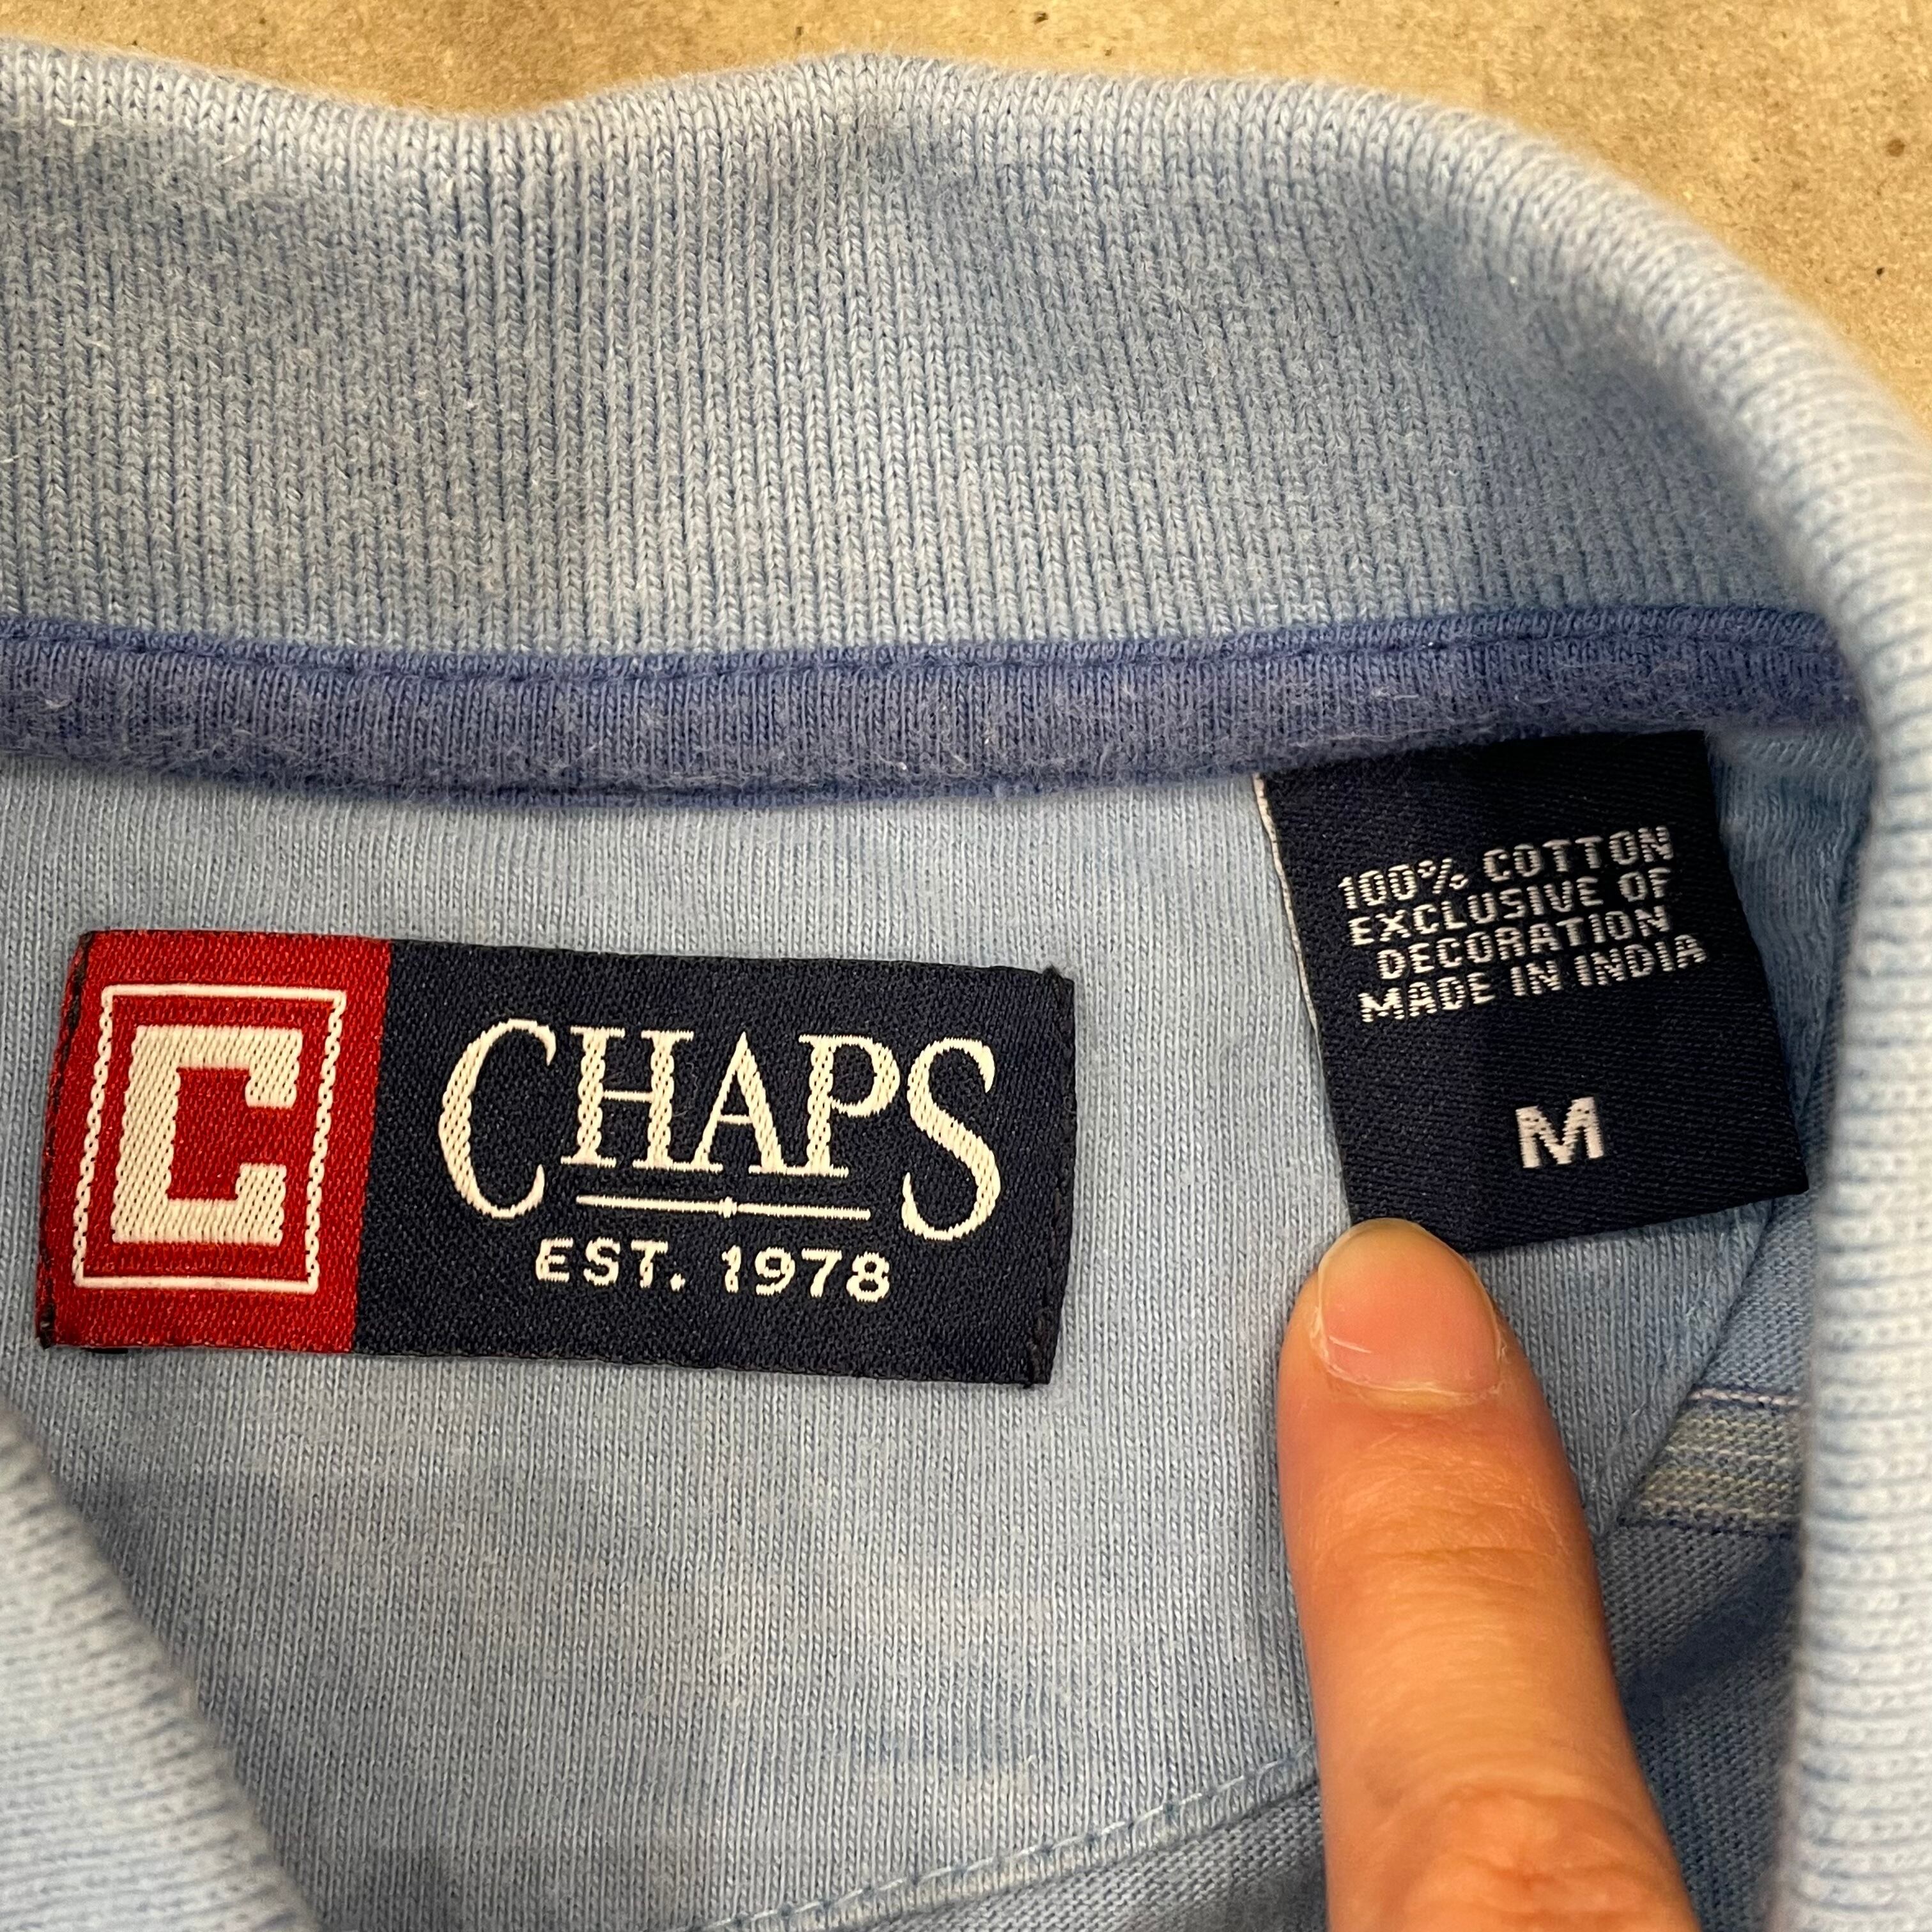 C
CHAPS
EST. 1978
100% COTTON
EXCLUSIVE OF
DECORATION
MADE IN INDIA
M